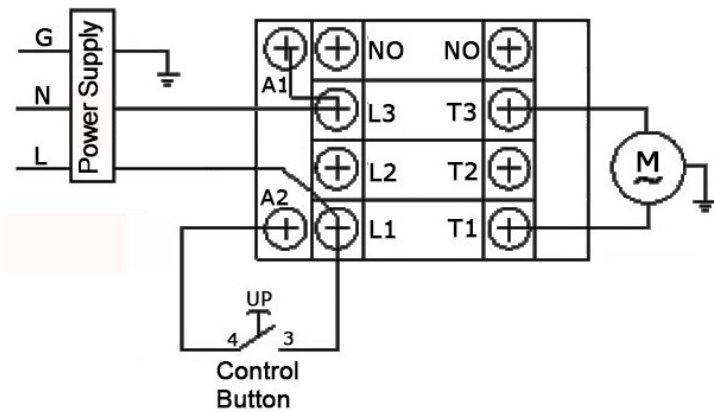 G
N
L
Power Supply
A1
A2
NO NO
L3 T3
L2 T2
L1 T1
M
UP
4 3
Control
Button